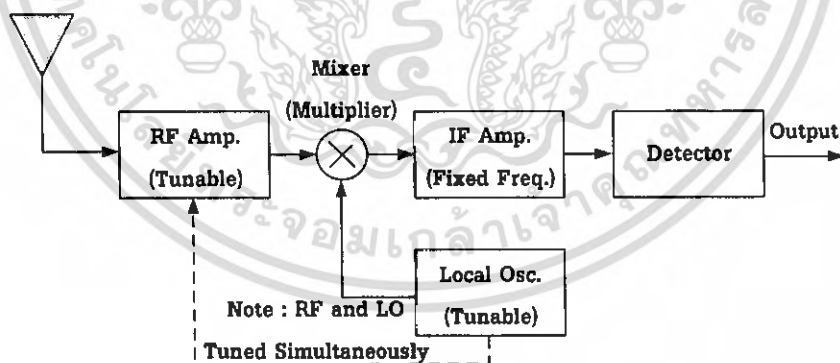 Mixer
(Multiplier)
RF Amp.
(Tunable)
IF Amp.
(Fixed Freq.)
Detector
Output
Local Osc.
(Tunable)
Note : RF and LO
Tuned Simultaneously